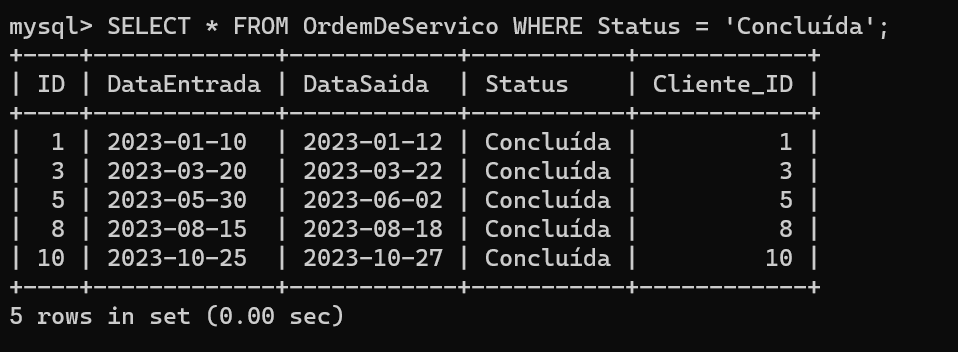 mysql> SELECT * FROM OrdemDeServico WHERE Status = 'Concluída';
+----+-------------+------------+-----------+------------+
| ID | DataEntrada | DataSaida  | Status    | Cliente_ID |
+----+-------------+------------+-----------+------------+
|  1 | 2023-01-10  | 2023-01-12 | Concluída |          1 |
|  3 | 2023-03-20  | 2023-03-22 | Concluída |          3 |
|  5 | 2023-05-30  | 2023-06-02 | Concluída |          5 |
|  8 | 2023-08-15  | 2023-08-18 | Concluída |          8 |
| 10 | 2023-10-25  | 2023-10-27 | Concluída |         10 |
+----+-------------+------------+-----------+------------+
5 rows in set (0.00 sec)